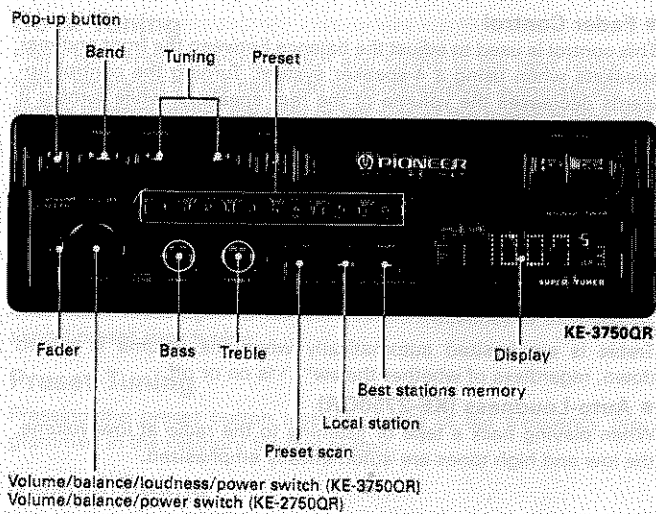 Pop-up button
Band
Tuning
Preset
PIONEER
SUPER TUNER
KE-3750QR
Fader
Bass
Treble
Display
Best stations memory
Local station
Preset scan
Volume/balance/loudness/power switch (KE-3750QR)
Volume/balance/power switch (KE-2750QR)